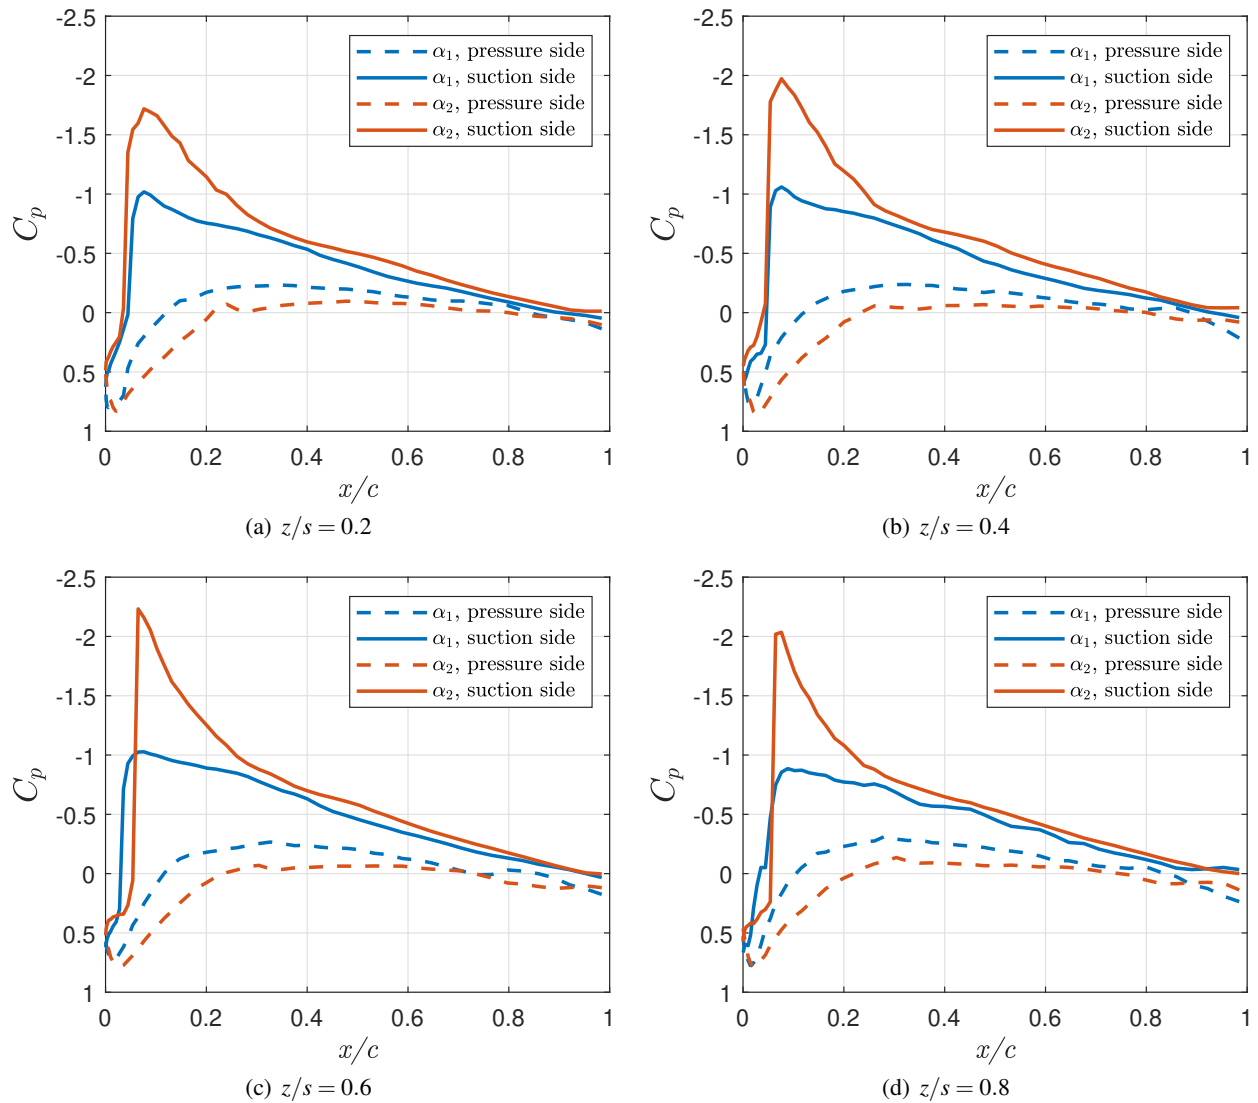 -2.5
-2
-1.5
-1
-0.5
0
0.5
1
C_p
0 0.2 0.4 0.6 0.8 1
x/c
α₁, pressure side
α₁, suction side
α₂, pressure side
α₂, suction side
(a) z/s = 0.2
-2.5
-2
-1.5
-1
-0.5
0
0.5
1
C_p
0 0.2 0.4 0.6 0.8 1
x/c
α₁, pressure side
α₁, suction side
α₂, pressure side
α₂, suction side
(b) z/s = 0.4
-2.5
-2
-1.5
-1
-0.5
0
0.5
1
C_p
0 0.2 0.4 0.6 0.8 1
x/c
α₁, pressure side
α₁, suction side
α₂, pressure side
α₂, suction side
(c) z/s = 0.6
-2.5
-2
-1.5
-1
-0.5
0
0.5
1
C_p
0 0.2 0.4 0.6 0.8 1
x/c
α₁, pressure side
α₁, suction side
α₂, pressure side
α₂, suction side
(d) z/s = 0.8